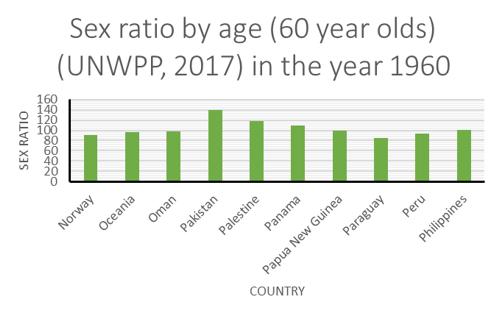 Sex ratio by age (60 year olds)
(UNWPP, 2017) in the year 1960
SEX RATIO
160
140
120
100
80
60
40
20
0
Norway
Oceania
Oman
Pakistan
Palestine
Panama
Papua New Guinea
Paraguay
Peru
Philippines
COUNTRY